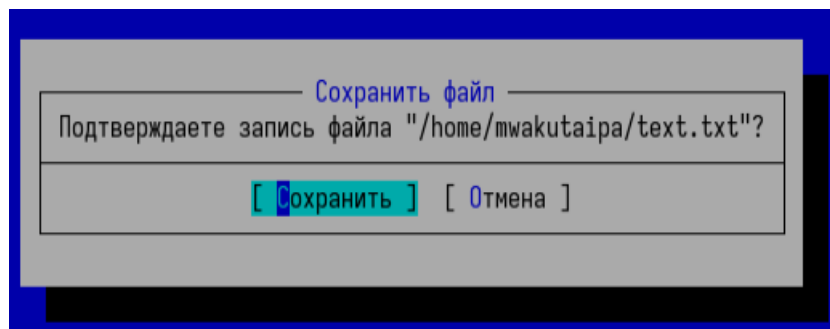 Сохранить файл
Подтверждаете запись файла "/home/mwakutaipa/text.txt"?
[ Сохранить ] [ Отмена ]